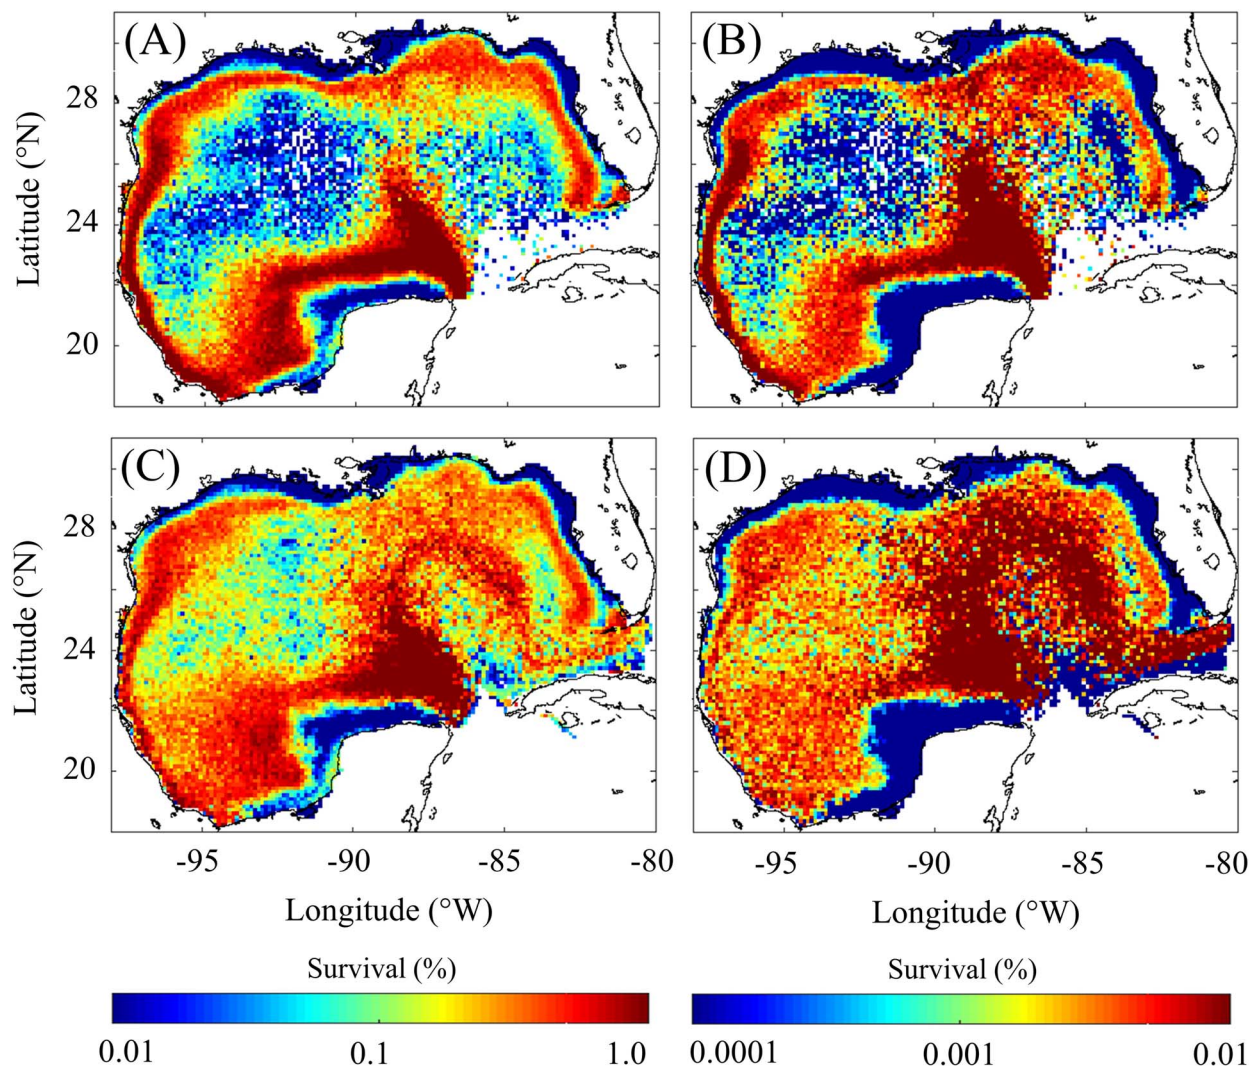 (A)
(B)
Latitude (°N)
28
24
20
(C)
(D)
Latitude (°N)
28
24
20
-95 -90 -85 -80 -95 -90 -85 -80
Longitude (°W) Longitude (°W)
Survival (%) Survival (%)
0.01 0.1 1.0 0.0001 0.001 0.01